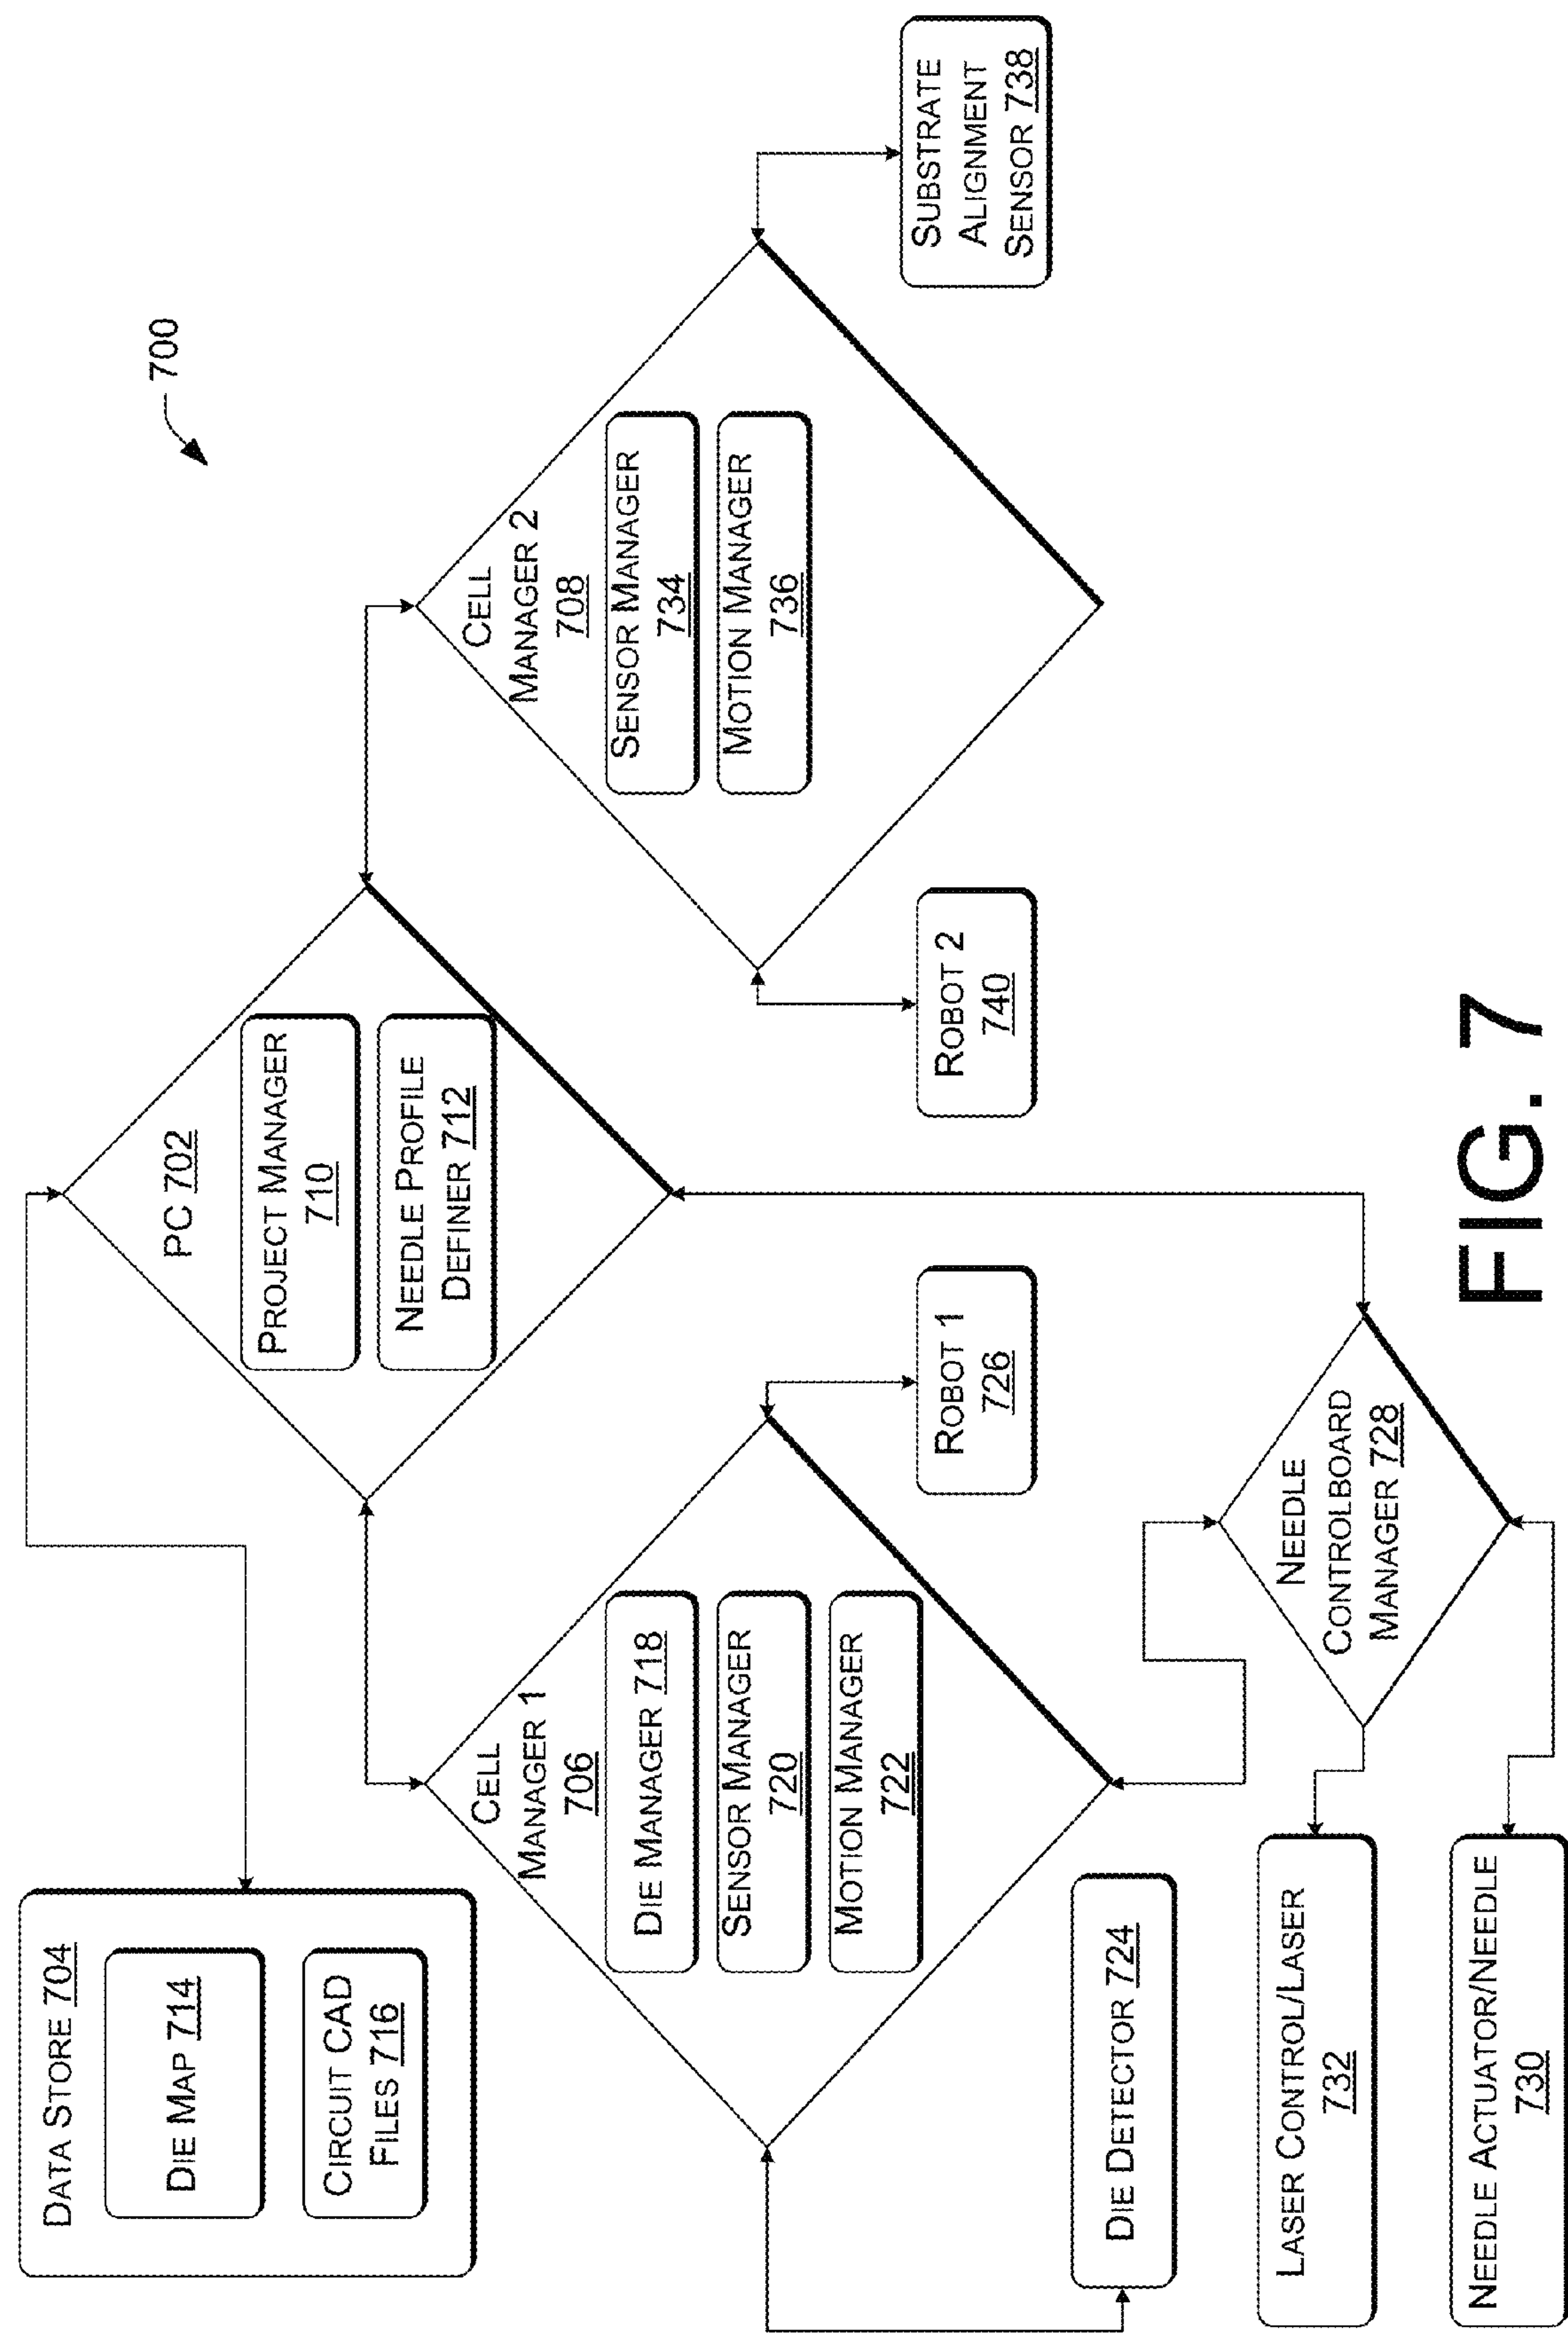 700
DATA STORE 704
DIE MAP 714
CIRCUIT CAD
FILES 716
PC 702
PROJECT MANAGER
710
NEEDLE PROFILE
DEFINER 712
CELL
MANAGER 1
706
DIE MANAGER 718
SENSOR MANAGER
720
MOTION MANAGER
722
CELL
MANAGER 2
708
SENSOR MANAGER
734
MOTION MANAGER
736
DIE DETECTOR 724
ROBOT 1
726
ROBOT 2
740
SUBSTRATE
ALIGNMENT
SENSOR 738
NEEDLE
CONTROLBOARD
MANAGER 728
LASER CONTROL/LASER
732
NEEDLE ACTUATOR/NEEDLE
730
FIG. 7